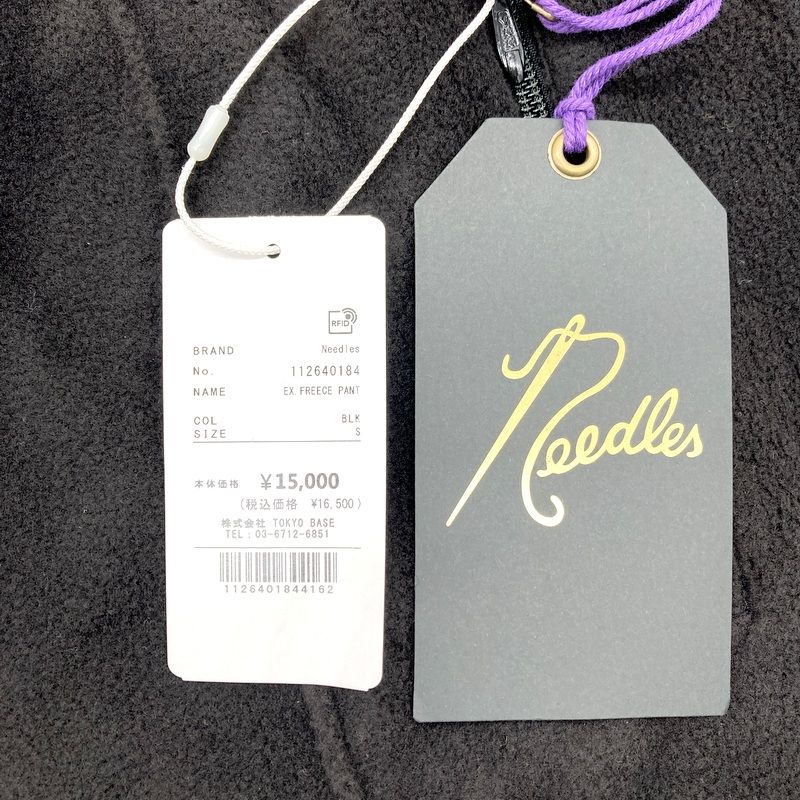 RFID
BRAND Needles
No. 112640184
NAME EX FREECE PANT
COL BLK
SIZE S
本体価格 ¥15,000
(税込価格 ¥16,500)
株式会社 TOKYO BASE
TEL:03-6712-6851
1126401844162
Needles